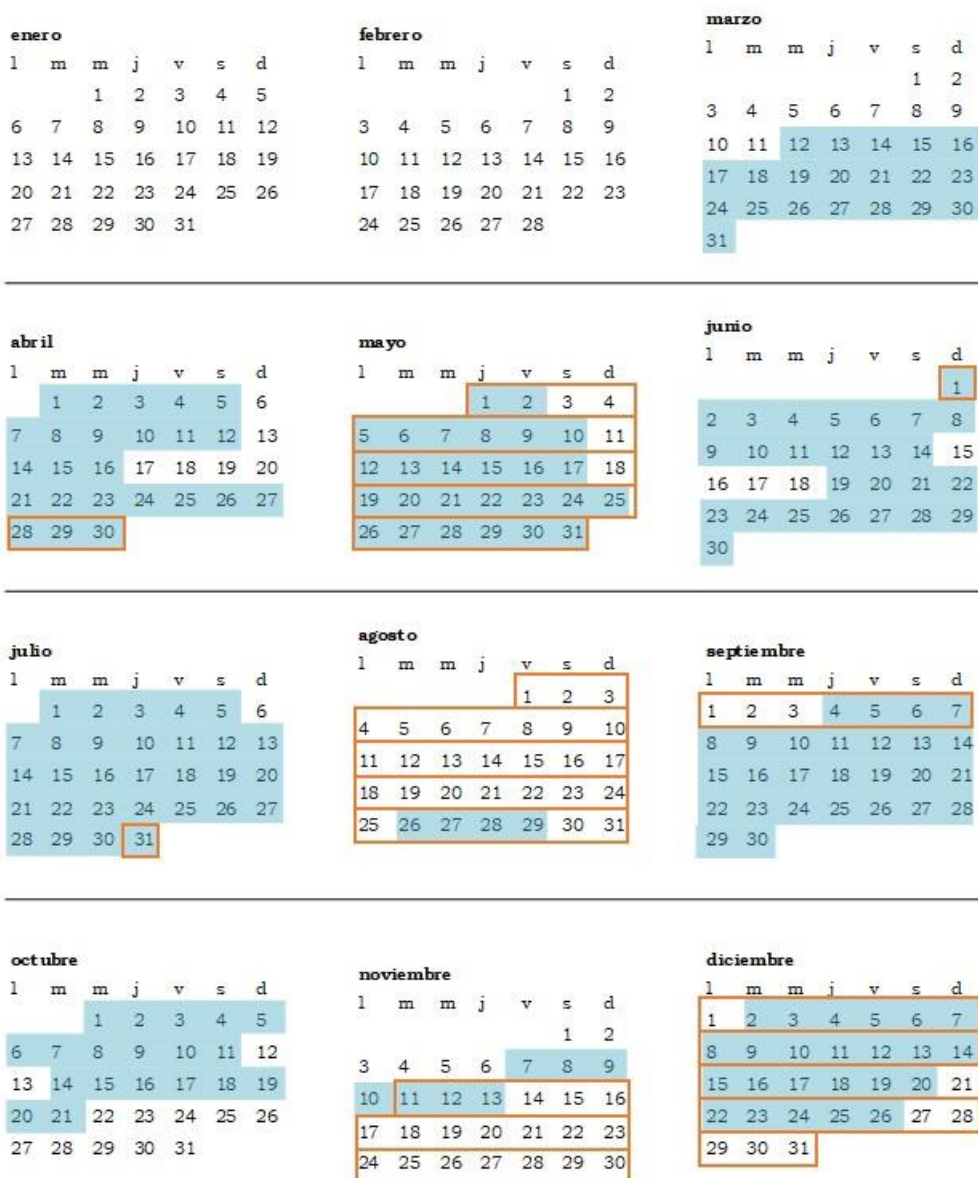 enero
l m m j v s d
1 2 3 4 5
6 7 8 9 10 11 12
13 14 15 16 17 18 19
20 21 22 23 24 25 26
27 28 29 30 31
febrero
l m m j v s d
1 2
3 4 5 6 7 8 9
10 11 12 13 14 15 16
17 18 19 20 21 22 23
24 25 26 27 28
marzo
l m m j v s d
1 2
3 4 5 6 7 8 9
10 11 12 13 14 15 16
17 18 19 20 21 22 23
24 25 26 27 28 29 30
31
abril
l m m j v s d
1 2 3 4 5 6
7 8 9 10 11 12 13
14 15 16 17 18 19 20
21 22 23 24 25 26 27
28 29 30
mayo
l m m j v s d
1 2 3 4
5 6 7 8 9 10 11
12 13 14 15 16 17 18
19 20 21 22 23 24 25
26 27 28 29 30 31
junio
l m m j v s d
1
2 3 4 5 6 7 8
9 10 11 12 13 14 15
16 17 18 19 20 21 22
23 24 25 26 27 28 29
30
julio
l m m j v s d
1 2 3 4 5 6
7 8 9 10 11 12 13
14 15 16 17 18 19 20
21 22 23 24 25 26 27
28 29 30 31
agosto
l m m j v s d
1 2 3
4 5 6 7 8 9 10
11 12 13 14 15 16 17
18 19 20 21 22 23 24
25 26 27 28 29 30 31
septiembre
l m m j v s d
1 2 3 4 5 6 7
8 9 10 11 12 13 14
15 16 17 18 19 20 21
22 23 24 25 26 27 28
29 30
octubre
l m m j v s d
1 2 3 4 5
6 7 8 9 10 11 12
13 14 15 16 17 18 19
20 21 22 23 24 25 26
27 28 29 30 31
noviembre
l m m j v s d
1 2
3 4 5 6 7 8 9
10 11 12 13 14 15 16
17 18 19 20 21 22 23
24 25 26 27 28 29 30
diciembre
l m m j v s d
1 2 3 4 5 6 7
8 9 10 11 12 13 14
15 16 17 18 19 20 21
22 23 24 25 26 27 28
29 30 31